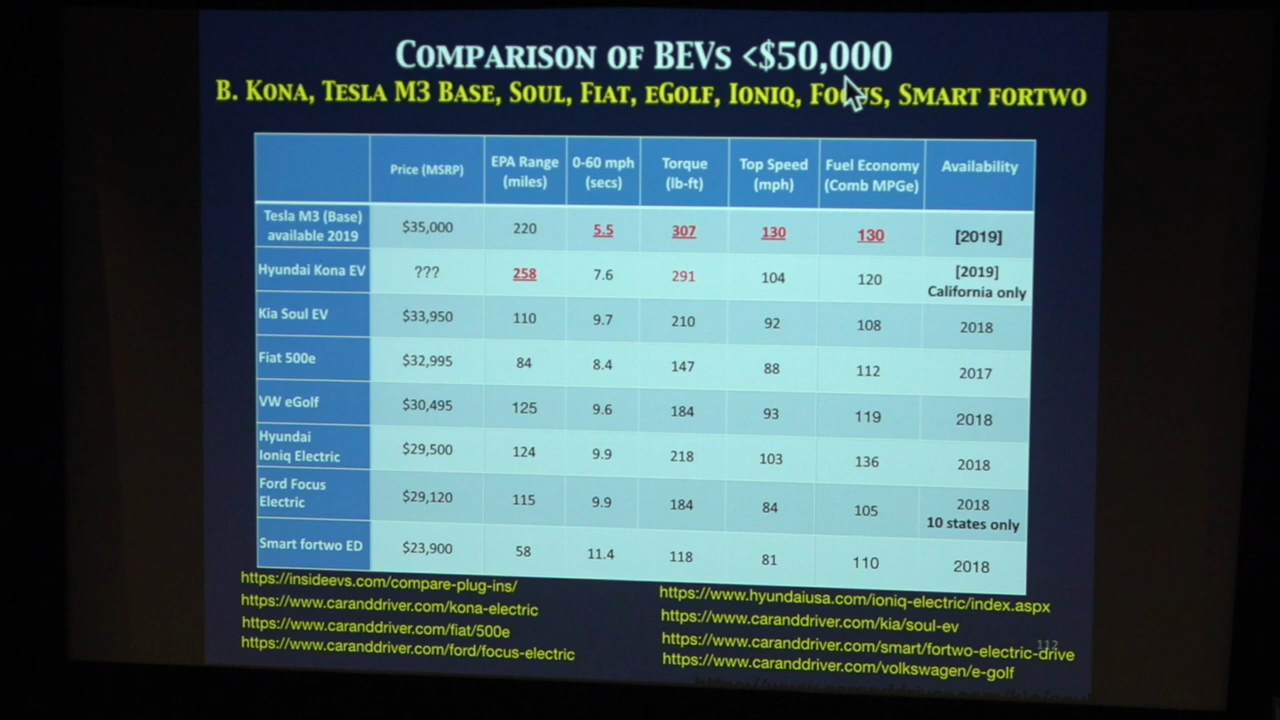 COMPARISON OF BEVS <$50,000
B. KONA, TESLA M3 BASE, SOUL, FIAT, EGOLF, IONIQ, FOCUS, SMART FORTWO
Price (MSRP) EPA Range (miles) 0-60 mph (secs) Torque (lb-ft) Top Speed (mph) Fuel Economy (Comb MPGe) Availability
Tesla M3 (Base) available 2019 $35,000 220 5.5 307 130 130 [2019]
Hyundai Kona EV ??? 258 7.6 291 104 120 [2019] California only
Kia Soul EV $33,950 110 9.7 210 92 108 2018
Fiat 500e $32,995 84 8.4 147 88 112 2017
VW eGolf $30,495 125 9.6 184 93 119 2018
Hyundai Ioniq Electric $29,500 124 9.9 218 103 136 2018
Ford Focus Electric $29,120 115 9.9 184 84 105 2018 10 states only
Smart fortwo ED $23,900 58 11.4 118 81 110 2018
https://insideevs.com/compare-plug-ins/
https://www.caranddriver.com/kona-electric
https://www.caranddriver.com/fiat/500e
https://www.caranddriver.com/ford/focus-electric
https://www.hyundaiusa.com/ioniq-electric/index.aspx
https://www.caranddriver.com/kia/soul-ev
https://www.caranddriver.com/smart/fortwo-electric-drive
https://www.caranddriver.com/volkswagen/e-golf
112